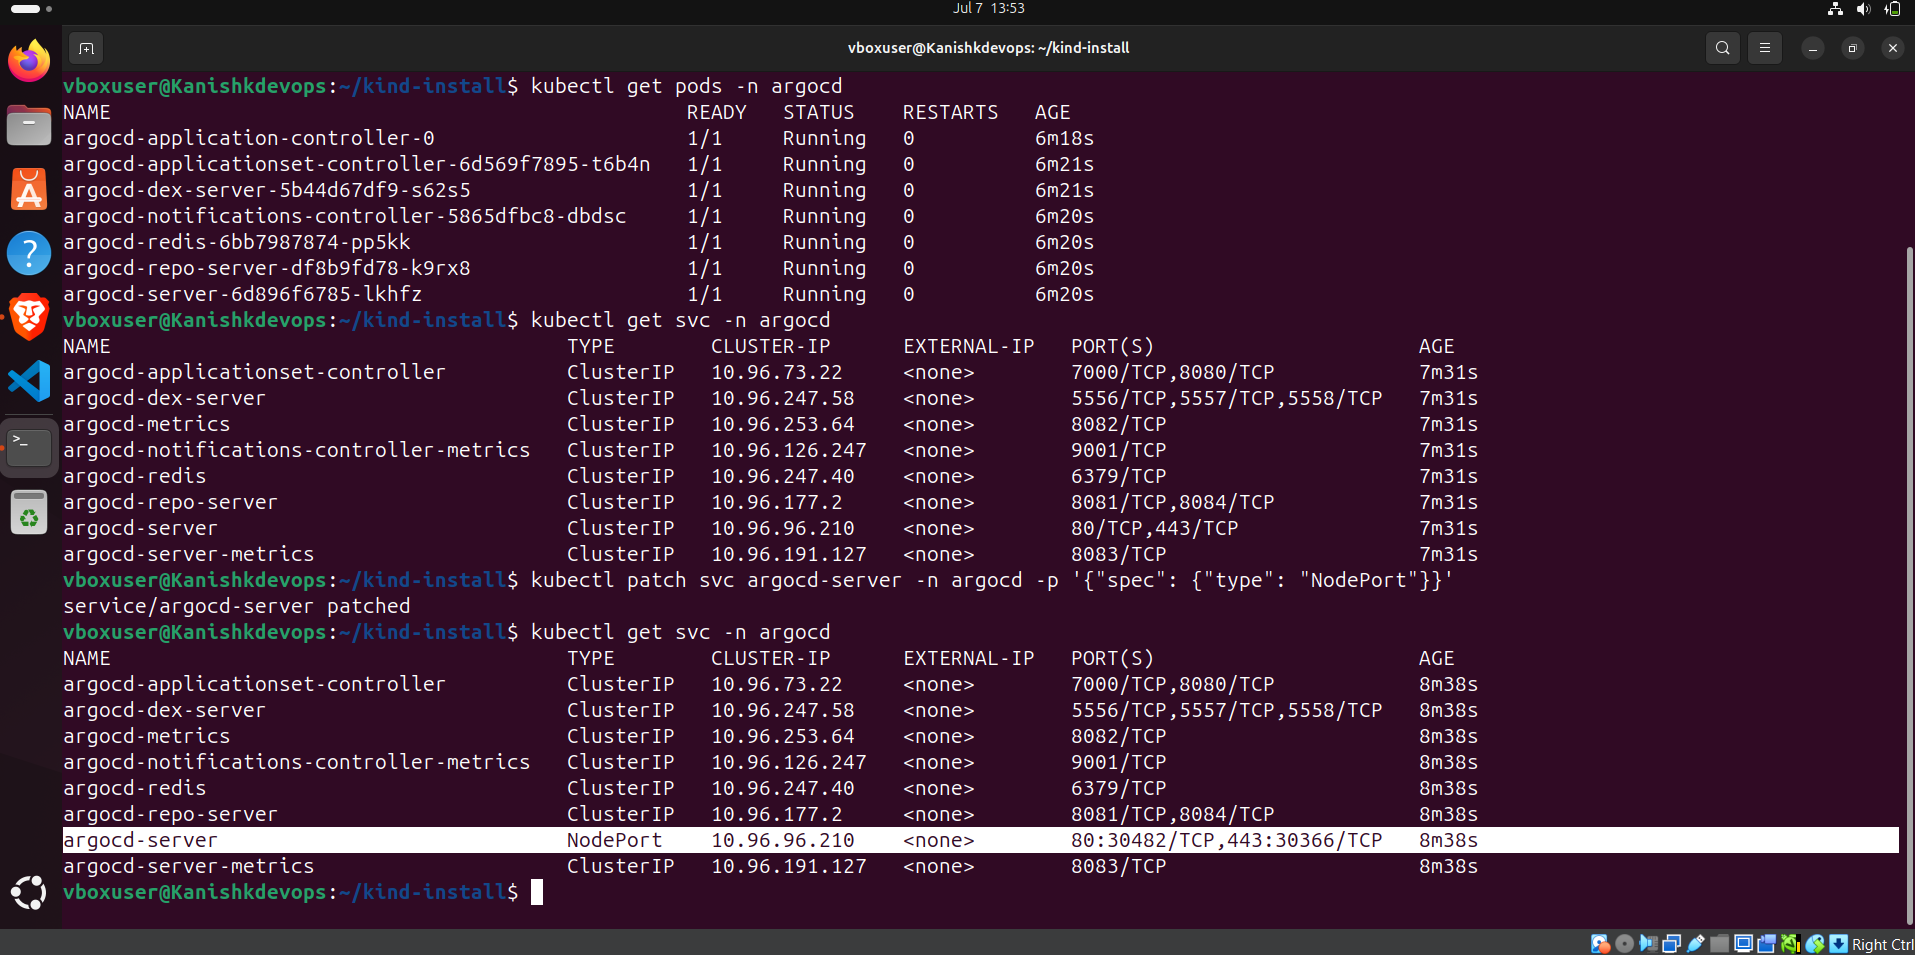 Jul 7 13:53
vboxuser@Kanishkdevops: ~/kind-install
vboxuser@Kanishkdevops:~/kind-install$ kubectl get pods -n argocd
NAME READY STATUS RESTARTS AGE
argocd-application-controller-0 1/1 Running 0 6m18s
argocd-applicationset-controller-6d569f7895-t6b4n 1/1 Running 0 6m21s
argocd-dex-server-5b44d67df9-s62s5 1/1 Running 0 6m21s
argocd-notifications-controller-5865dfbc8-dbdsc 1/1 Running 0 6m20s
argocd-redis-6bb7987874-pp5kk 1/1 Running 0 6m20s
argocd-repo-server-df8b9fd78-k9rx8 1/1 Running 0 6m20s
argocd-server-6d896f6785-lkhfz 1/1 Running 0 6m20s
vboxuser@Kanishkdevops:~/kind-install$ kubectl get svc -n argocd
NAME TYPE CLUSTER-IP EXTERNAL-IP PORT(S) AGE
argocd-applicationset-controller ClusterIP 10.96.73.22 <none> 7000/TCP,8080/TCP 7m31s
argocd-dex-server ClusterIP 10.96.247.58 <none> 5556/TCP,5557/TCP,5558/TCP 7m31s
argocd-metrics ClusterIP 10.96.253.64 <none> 8082/TCP 7m31s
argocd-notifications-controller-metrics ClusterIP 10.96.126.247 <none> 9001/TCP 7m31s
argocd-redis ClusterIP 10.96.247.40 <none> 6379/TCP 7m31s
argocd-repo-server ClusterIP 10.96.177.2 <none> 8081/TCP,8084/TCP 7m31s
argocd-server ClusterIP 10.96.96.210 <none> 80/TCP,443/TCP 7m31s
argocd-server-metrics ClusterIP 10.96.191.127 <none> 8083/TCP 7m31s
vboxuser@Kanishkdevops:~/kind-install$ kubectl patch svc argocd-server -n argocd -p '{"spec": {"type": "NodePort"}}'
service/argocd-server patched
vboxuser@Kanishkdevops:~/kind-install$ kubectl get svc -n argocd
NAME TYPE CLUSTER-IP EXTERNAL-IP PORT(S) AGE
argocd-applicationset-controller ClusterIP 10.96.73.22 <none> 7000/TCP,8080/TCP 8m38s
argocd-dex-server ClusterIP 10.96.247.58 <none> 5556/TCP,5557/TCP,5558/TCP 8m38s
argocd-metrics ClusterIP 10.96.253.64 <none> 8082/TCP 8m38s
argocd-notifications-controller-metrics ClusterIP 10.96.126.247 <none> 9001/TCP 8m38s
argocd-redis ClusterIP 10.96.247.40 <none> 6379/TCP 8m38s
argocd-repo-server ClusterIP 10.96.177.2 <none> 8081/TCP,8084/TCP 8m38s
argocd-server NodePort 10.96.96.210 <none> 80:30482/TCP,443:30366/TCP 8m38s
argocd-server-metrics ClusterIP 10.96.191.127 <none> 8083/TCP 8m38s
vboxuser@Kanishkdevops:~/kind-install$
Right Ctrl